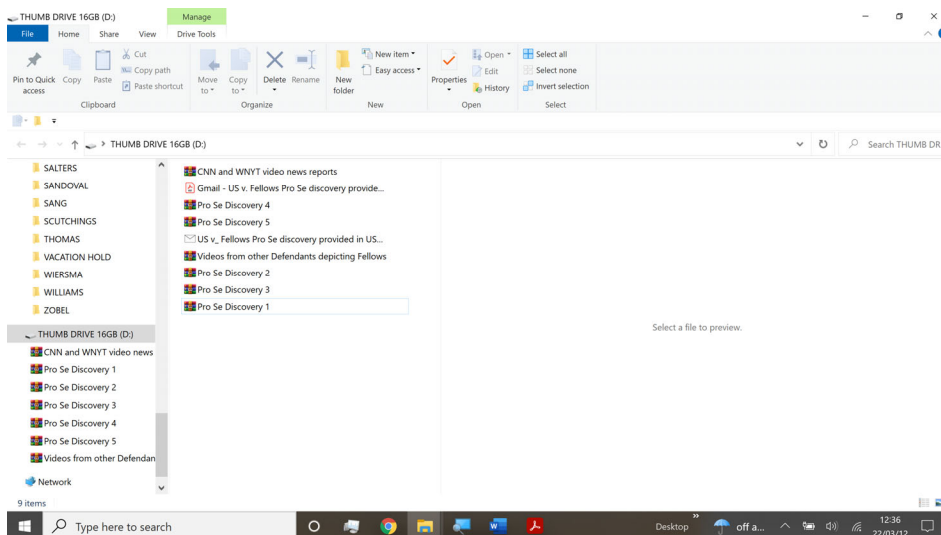 THUMB DRIVE 16GB (D:)
Manage
File Home Share View Drive Tools
Pin to Quick access
Copy
Paste
Cut
Copy path
Paste shortcut
Clipboard
Move to
Copy to
Delete
Rename
Organize
New folder
New item
Easy access
New
Properties
Open
Edit
History
Open
Select all
Select none
Invert selection
Select
THUMB DRIVE 16GB (D:)
Search THUMB DR
SALTERS
SANDOVAL
SANG
SCUTCHINGS
THOMAS
VACATION HOLD
WIERSMA
WILLIAMS
ZOBEL
THUMB DRIVE 16GB (D:)
CNN and WNYT video news
Pro Se Discovery 1
Pro Se Discovery 2
Pro Se Discovery 3
Pro Se Discovery 4
Pro Se Discovery 5
Videos from other Defendan
Network
CNN and WNYT video news reports
Gmail - US v. Fellows Pro Se discovery provide...
Pro Se Discovery 4
Pro Se Discovery 5
US v_ Fellows Pro Se discovery provided in US...
Videos from other Defendants depicting Fellows
Pro Se Discovery 2
Pro Se Discovery 3
Pro Se Discovery 1
Select a file to preview.
9 items
Type here to search
Desktop
off a...
12:36
22/03/12